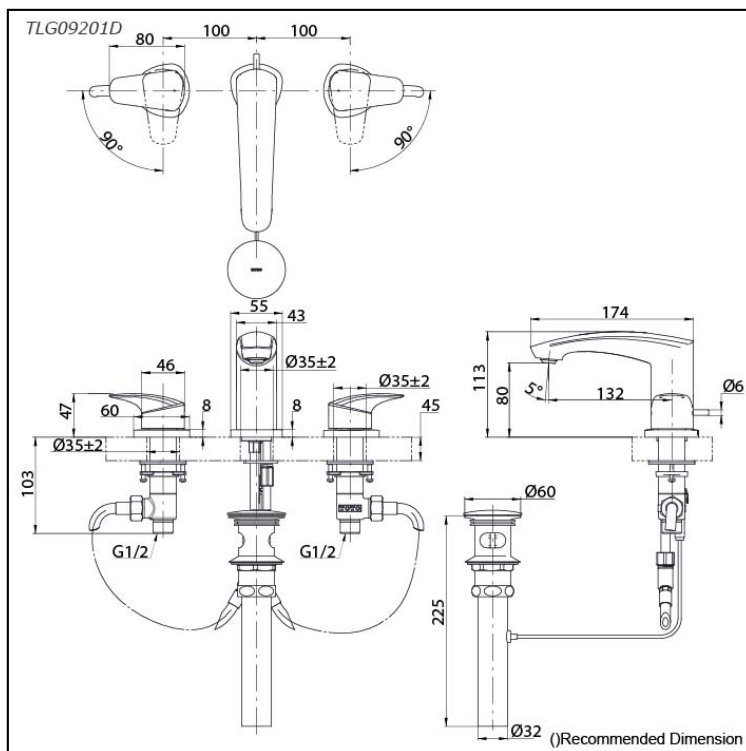 TLG09201D
100 100
80
90° 90°
55
43
174
46
Ø35±2
Ø35±2
113
47
60
8
8
45
80
5°
132
Ø6
Ø35±2
103
Ø60
G1/2
G1/2
225
Ø32
()Recommended Dimension